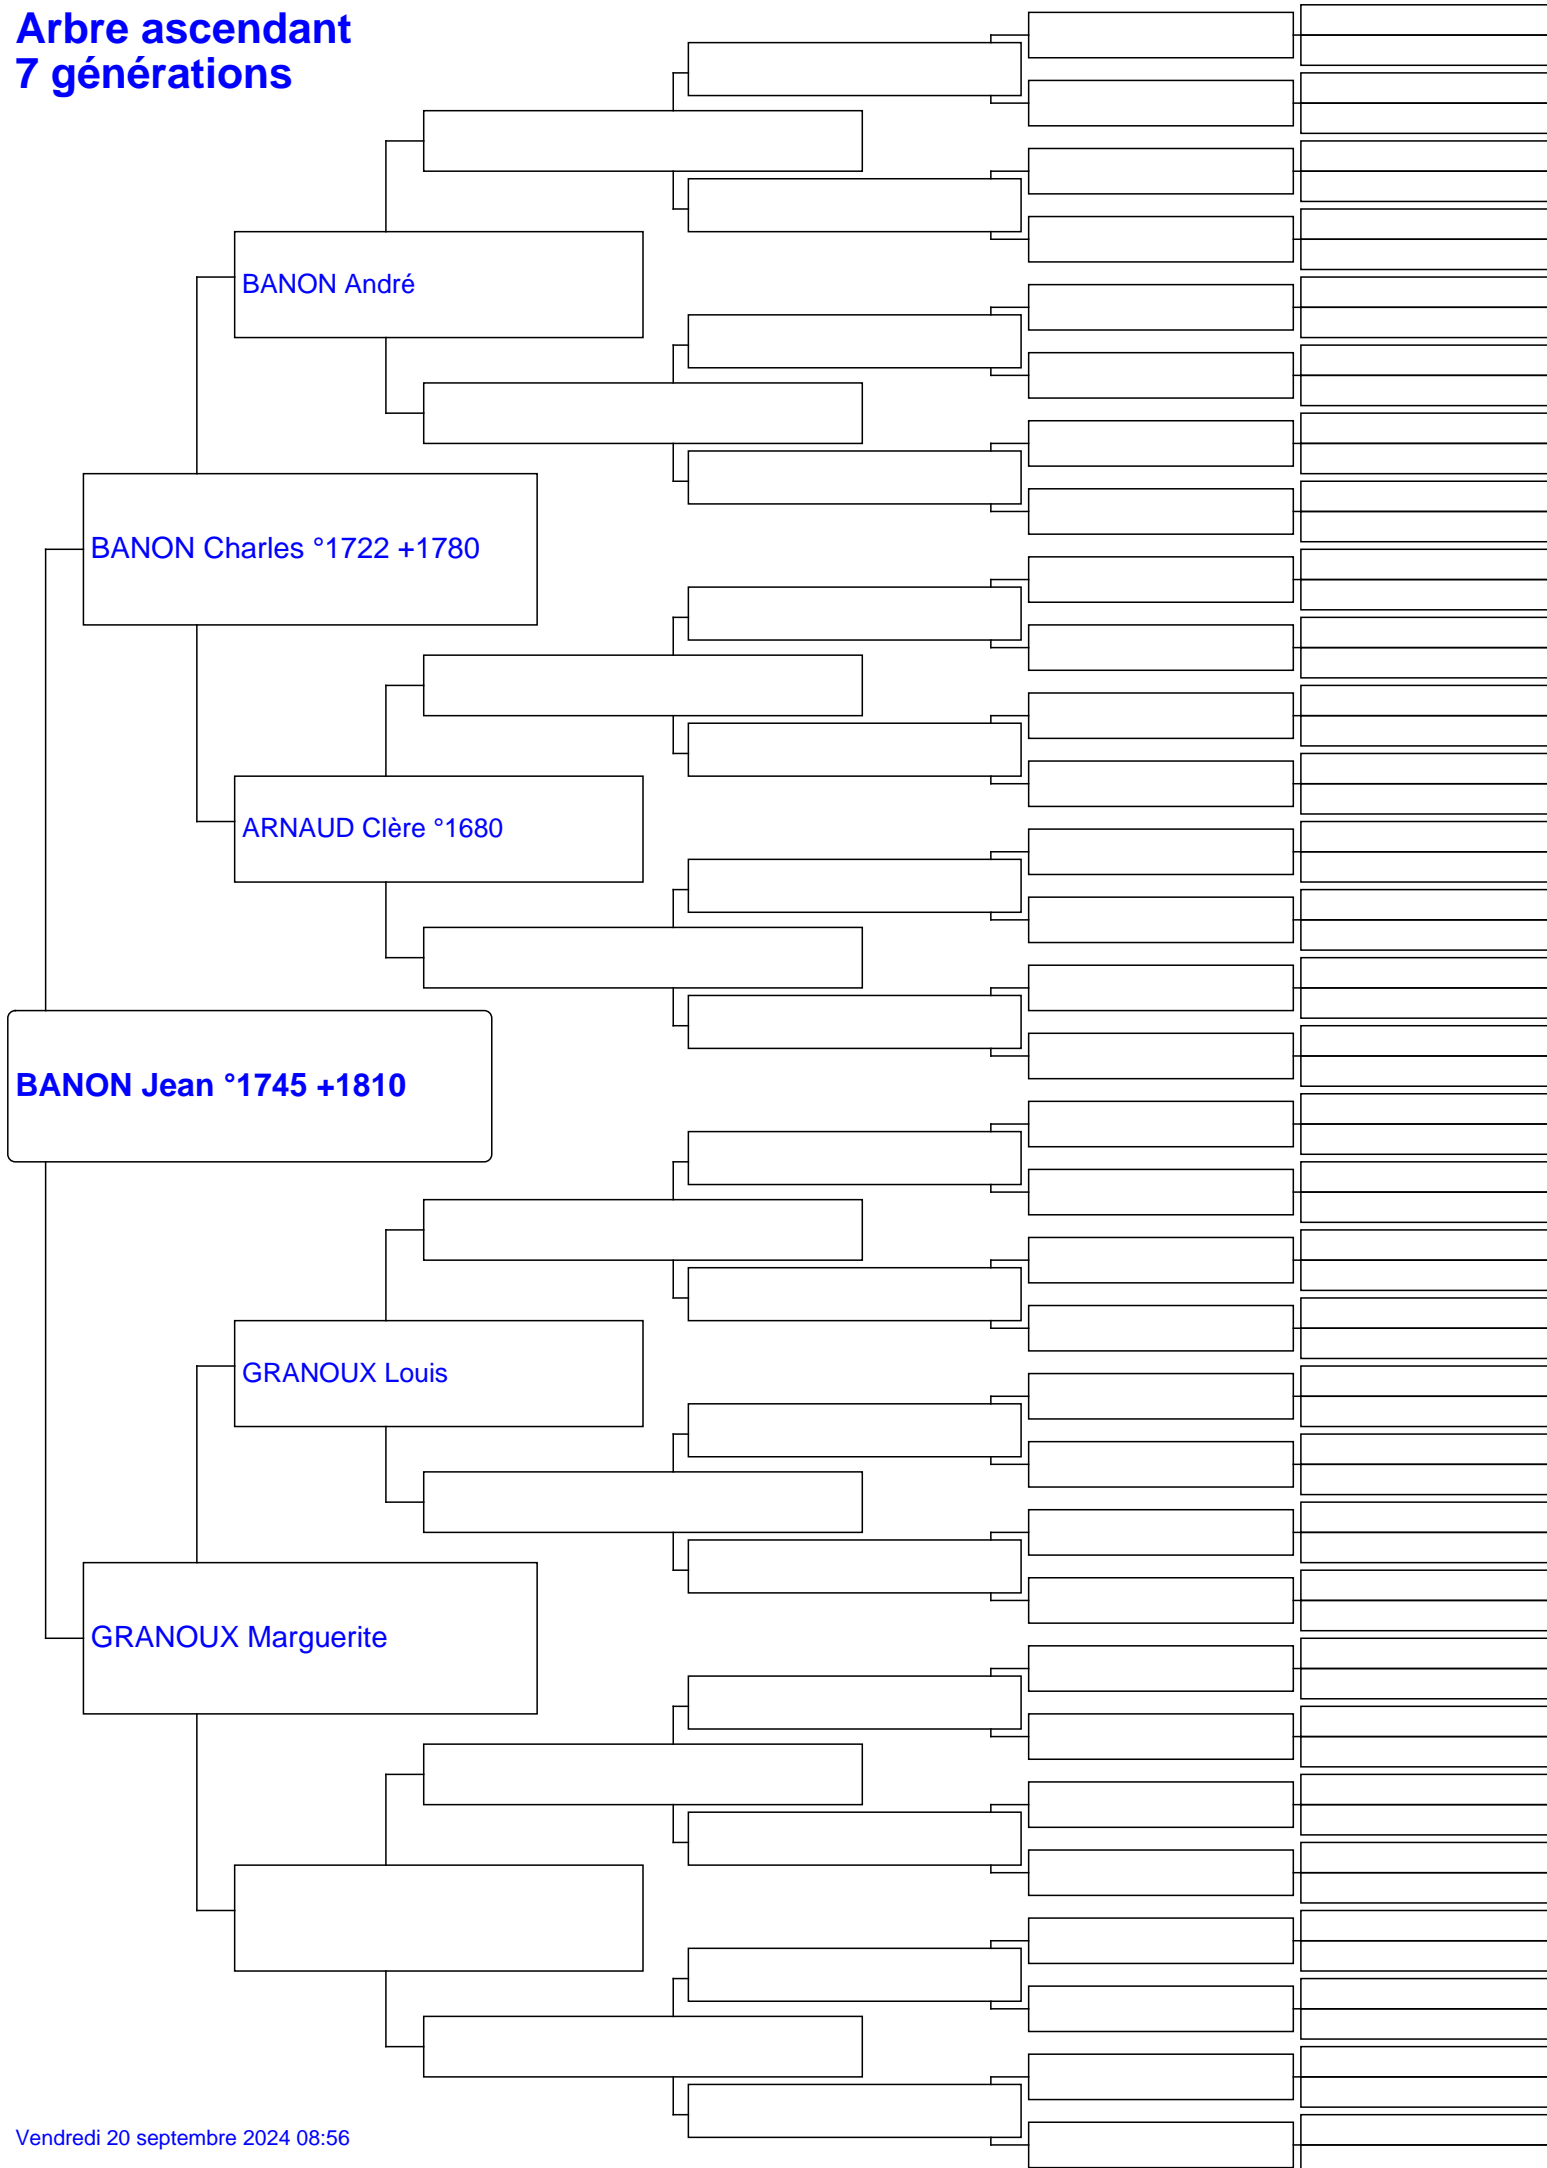 Arbre ascendant
7 générations
BANON André
BANON Charles °1722 +1780
ARNAUD Clère °1680
BANON Jean °1745 +1810
GRANOUX Louis
GRANOUX Marguerite
Vendredi 20 septembre 2024 08:56